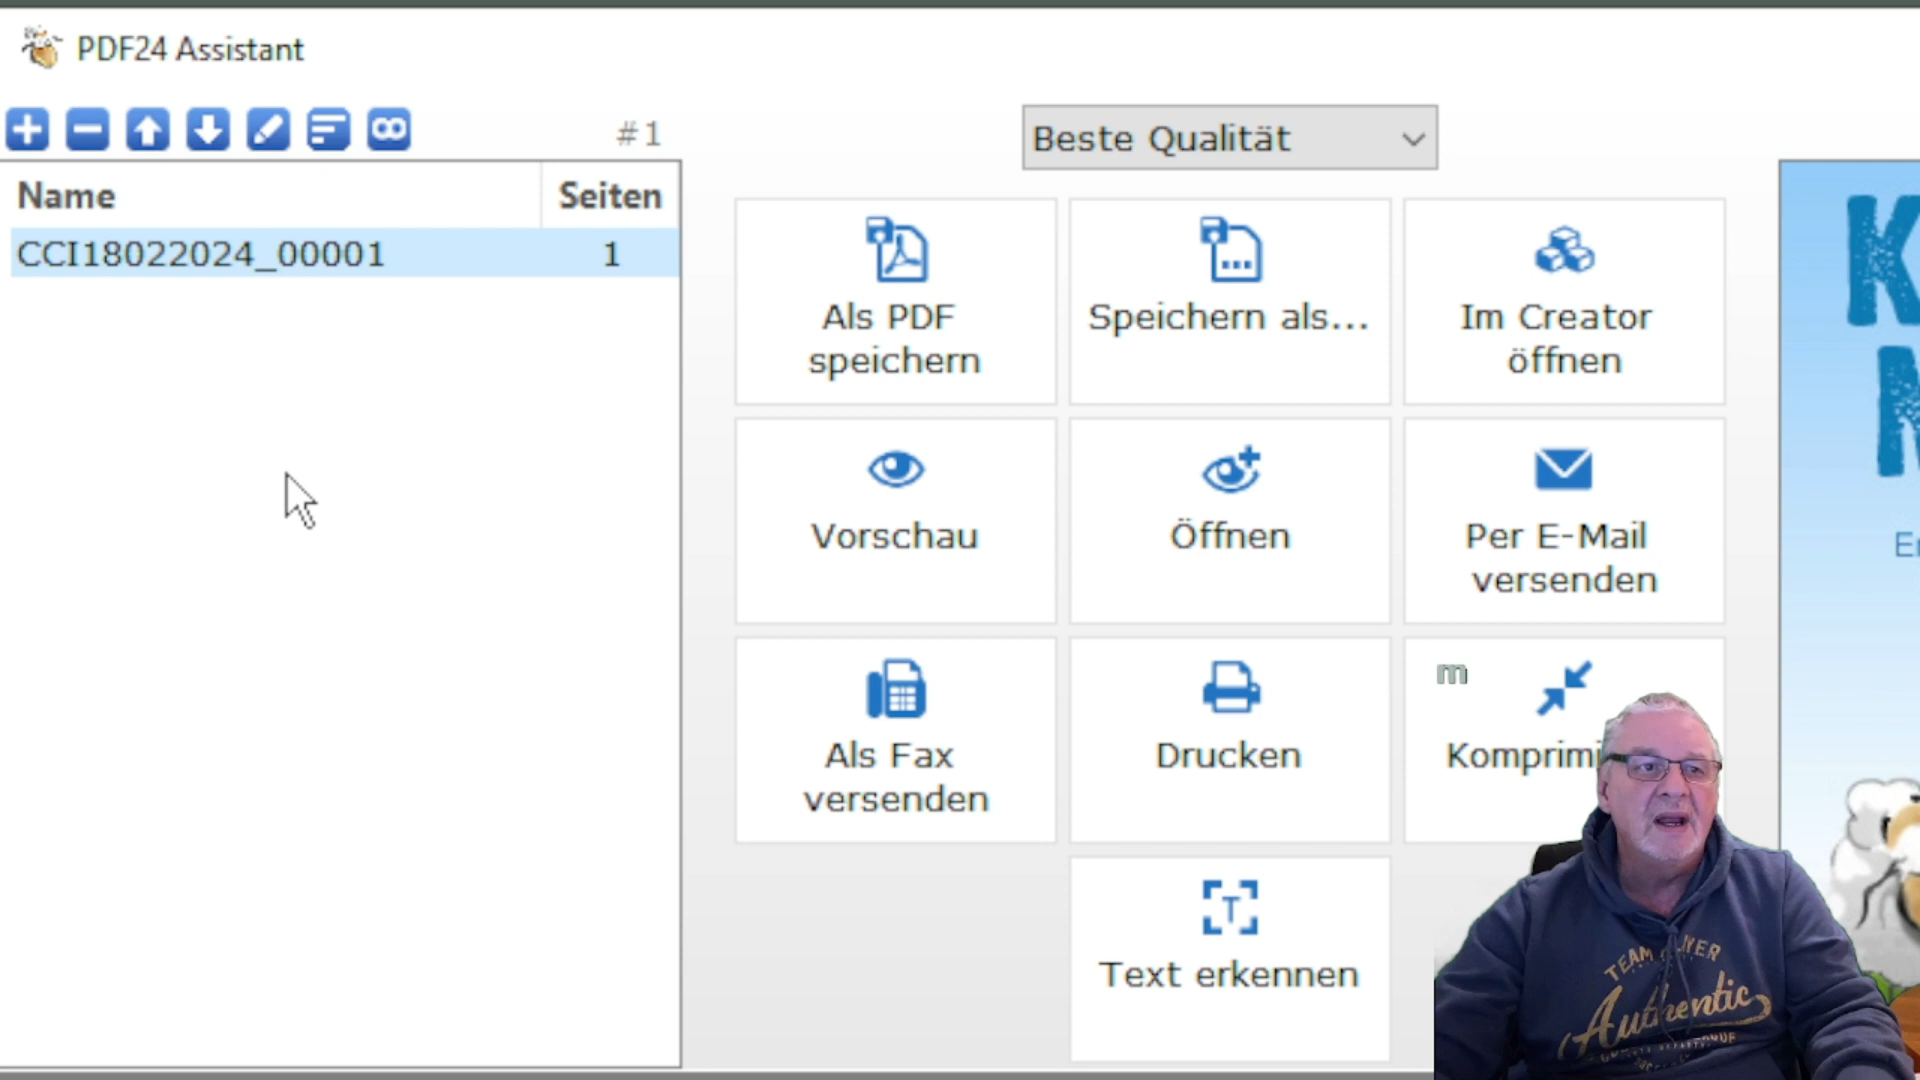 PDF24 Assistant
#1
Name Seiten
CCI18022024_00001 1
Beste Qualität
Als PDF
speichern
Speichern als...
Im Creator
öffnen
Vorschau
Öffnen
Per E-Mail
versenden
Als Fax
versenden
Drucken
m
Text erkennen
K
Authentic